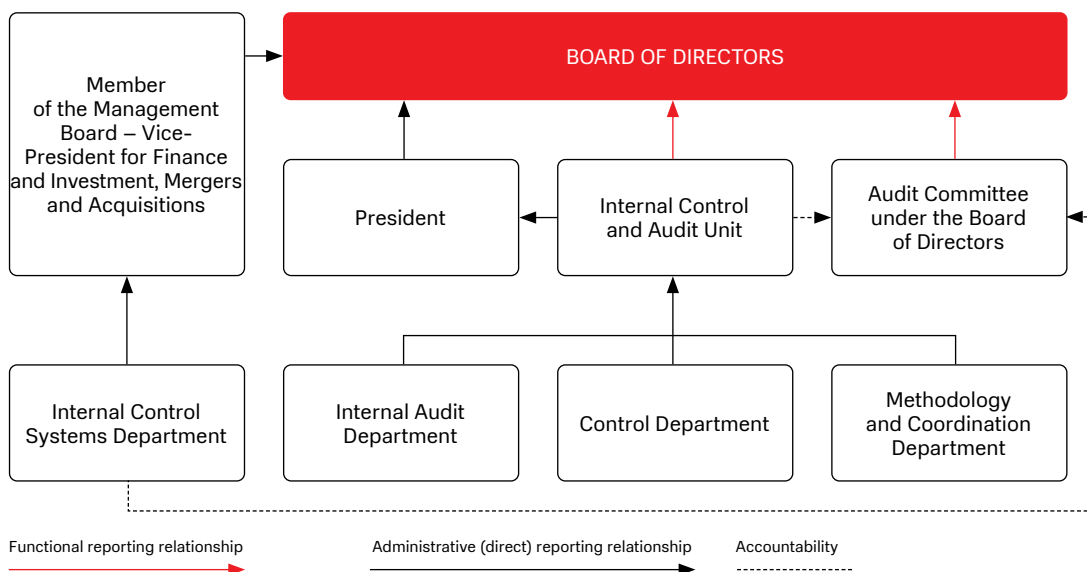 Member
of the Management
Board – Vice-
President for Finance
and Investment, Mergers
and Acquisitions
BOARD OF DIRECTORS
President
Internal Control
and Audit Unit
Audit Committee
under the Board
of Directors
Internal Control
Systems Department
Internal Audit
Department
Control Department
Methodology
and Coordination
Department
Functional reporting relationship
Administrative (direct) reporting relationship
Accountability